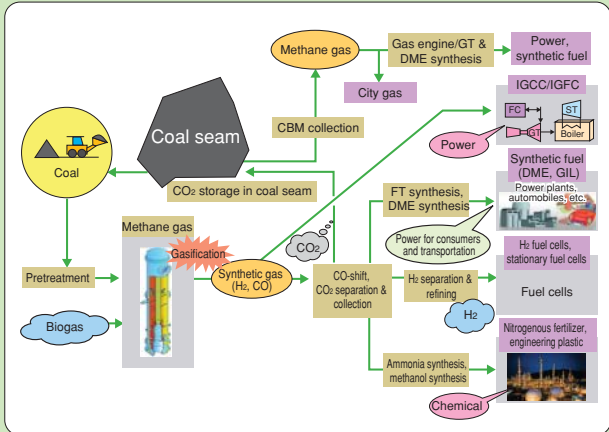 Methane gas
Gas engine/GT &
DME synthesis
Power,
synthetic fuel
City gas
IGCC/IGFC
FC
ST
GT
Boiler
Power
Coal seam
CBM collection
Coal
CO2 storage in coal seam
Synthetic fuel
(DME, GIL)
Power plants,
automobiles, etc.
FT synthesis,
DME synthesis
Power for consumers
and transportation
Methane gas
Gasification
CO2
Pretreatment
Synthetic gas
(H2, CO)
CO-shift,
CO2 separation &
collection
H2 separation &
refining
H2
H2 fuel cells,
stationary fuel cells
Fuel cells
Biogas
Nitrogenous fertilizer,
engineering plastic
Ammonia synthesis,
methanol synthesis
Chemical